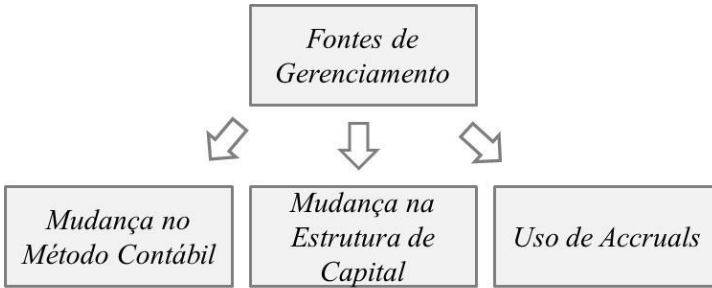 Fontes de
Gerenciamento
Mudança no
Método Contábil
Mudança na
Estrutura de
Capital
Uso de Accruals